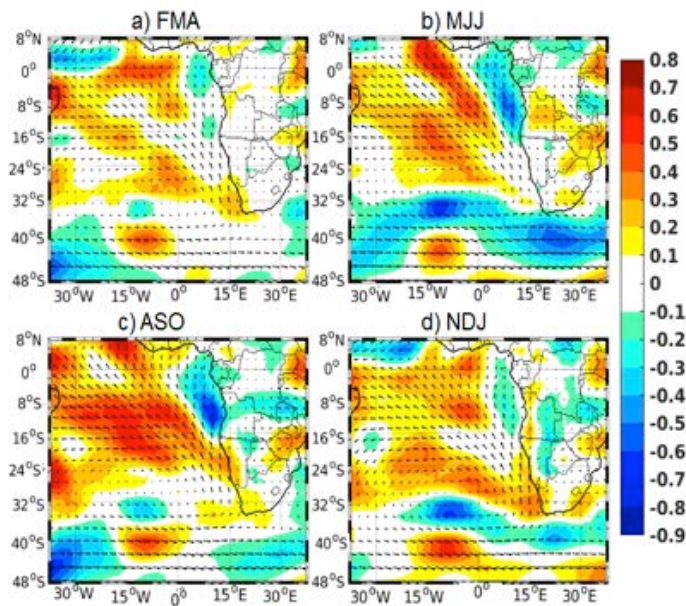 a) FMA
b) MJJ
8°N
0°
8°S
16°S
24°S
32°S
40°S
48°S
30°W
15°W
0°
15°E
30°E
8°N
0°
8°S
16°S
24°S
32°S
40°S
48°S
30°W
15°W
0°
15°E
30°E
c) ASO
d) NDJ
8°N
0°
8°S
16°S
24°S
32°S
40°S
48°S
30°W
15°W
0°
15°E
30°E
8°N
0°
8°S
16°S
24°S
32°S
40°S
48°S
30°W
15°W
0°
15°E
30°E
0.8
0.7
0.6
0.5
0.4
0.3
0.2
0.1
0
-0.1
-0.2
-0.3
-0.4
-0.5
-0.6
-0.9